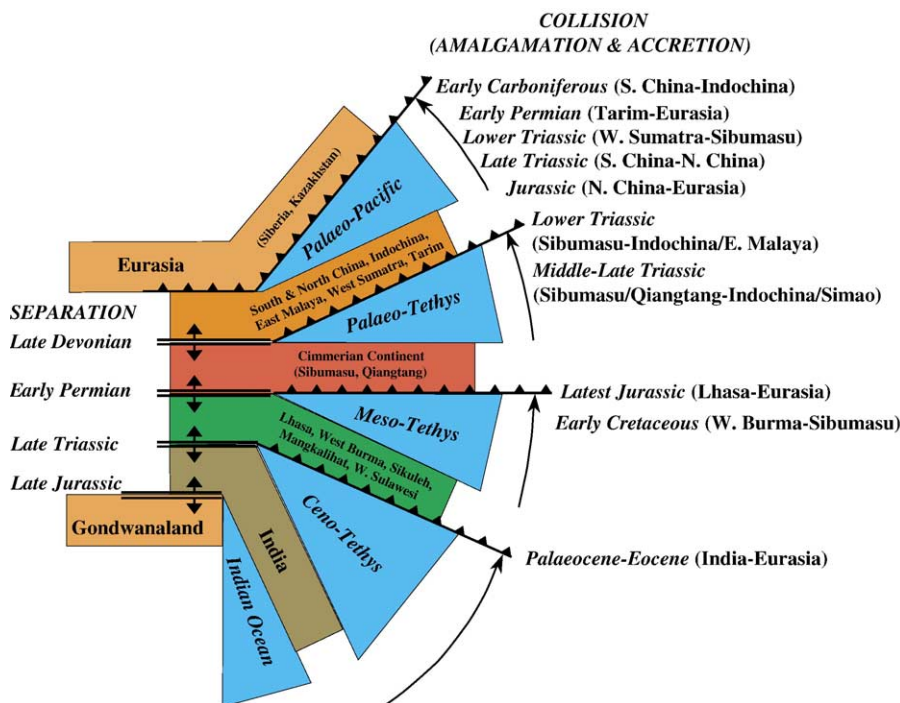 COLLISION
(AMALGAMATION & ACCRETION)
Early Carboniferous (S. China-Indochina)
Early Permian (Tarim-Eurasia)
Lower Triassic (W. Sumatra-Sibumasu)
Late Triassic (S. China-N. China)
Jurassic (N. China-Eurasia)
(Siberia, Kazakhstan)
Palaeo-Pacific
Eurasia
Lower Triassic
(Sibumasu-Indochina/E. Malaya)
Middle-Late Triassic
(Sibumasu/Qiangtang-Indochina/Simao)
South & North China, Indochina,
East Malaya, West Sumatra, Tarim
Palaeo-Tethys
SEPARATION
Late Devonian
Cimmerian Continent
(Sibumasu, Qiangtang)
Early Permian
Latest Jurassic (Lhasa-Eurasia)
Early Cretaceous (W. Burma-Sibumasu)
Meso-Tethys
Late Triassic
Lhasa, West Burma, Sikuleh,
Mangkalihat, W. Sulawesi
Late Jurassic
Gondwanaland
India
Ceno-Tethys
Palaeocene-Eocene (India-Eurasia)
Indian Ocean